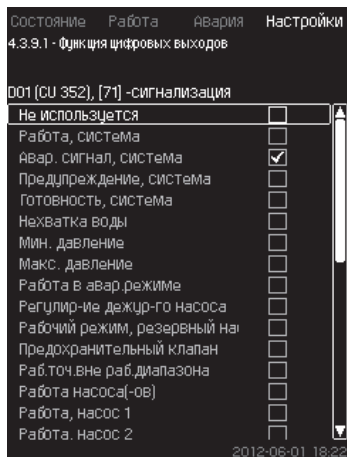 Состояние Работа Авария Настройки
4.3.9.1 - Функция цифровых выходов
DO1 (CU 352), [71] -сигнализация
Не используется
Работа, система
Авар. сигнал, система
Предупреждение, система
Готовность, система
Нехватка воды
Мин. давление
Макс. давление
Работа в авар.режиме
Регулир-ие дежур-го насоса
Рабочий режим, резервный на
Предохранительный клапан
Раб.точ.вне раб.диапазона
Работа насоса(-ов)
Работа, насос 1
Работа. насос 2
2012-06-01 18:22